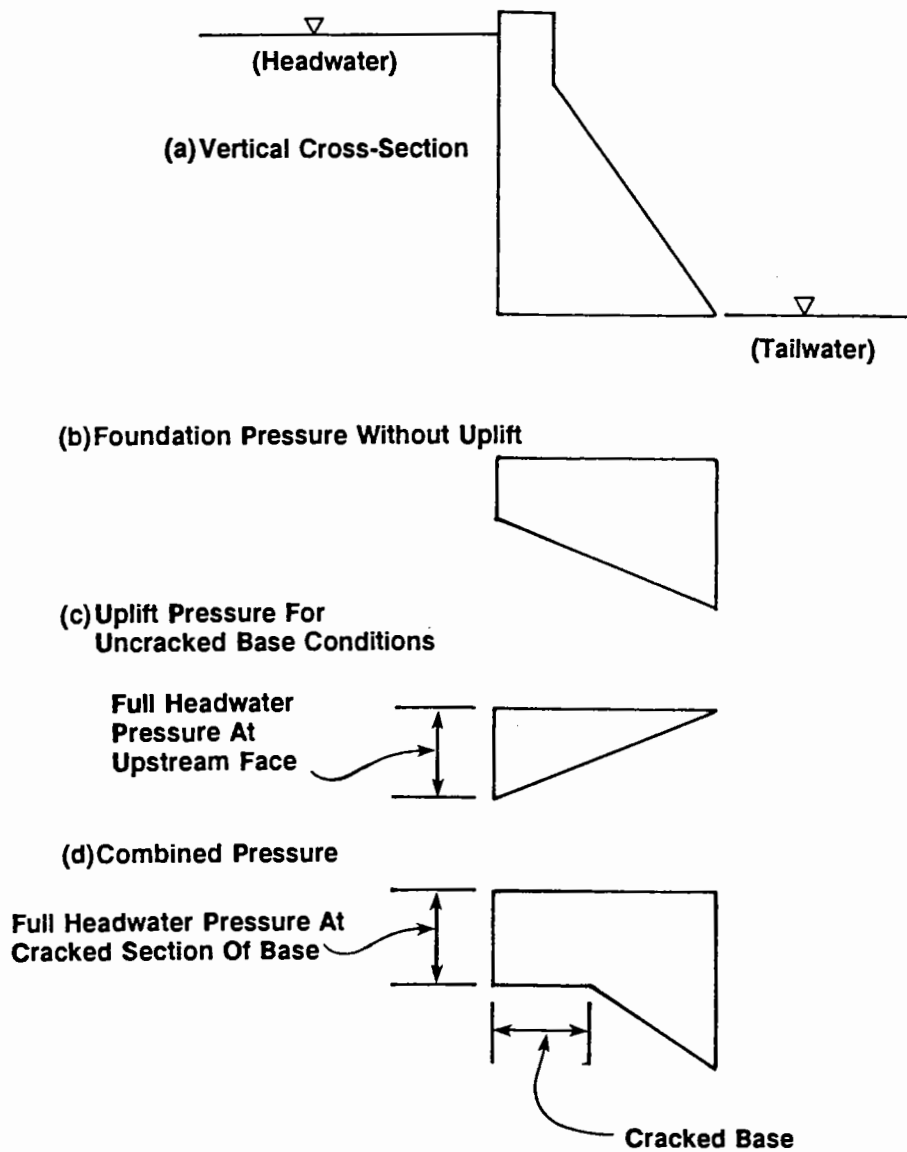 (Headwater)
(a) Vertical Cross-Section
(Tailwater)
(b) Foundation Pressure Without Uplift
(c) Uplift Pressure For
Uncracked Base Conditions
Full Headwater
Pressure At
Upstream Face
(d) Combined Pressure
Full Headwater Pressure At
Cracked Section Of Base
Cracked Base